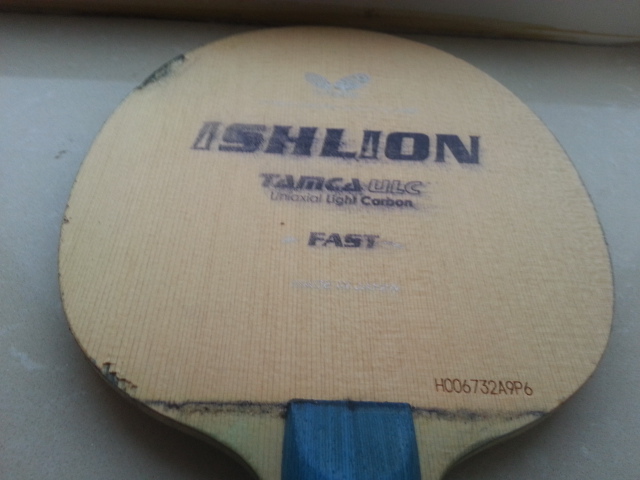 ISHLION
TAMCA ULC
Uniaxial Light Carbon
FAST
H006732A9P6